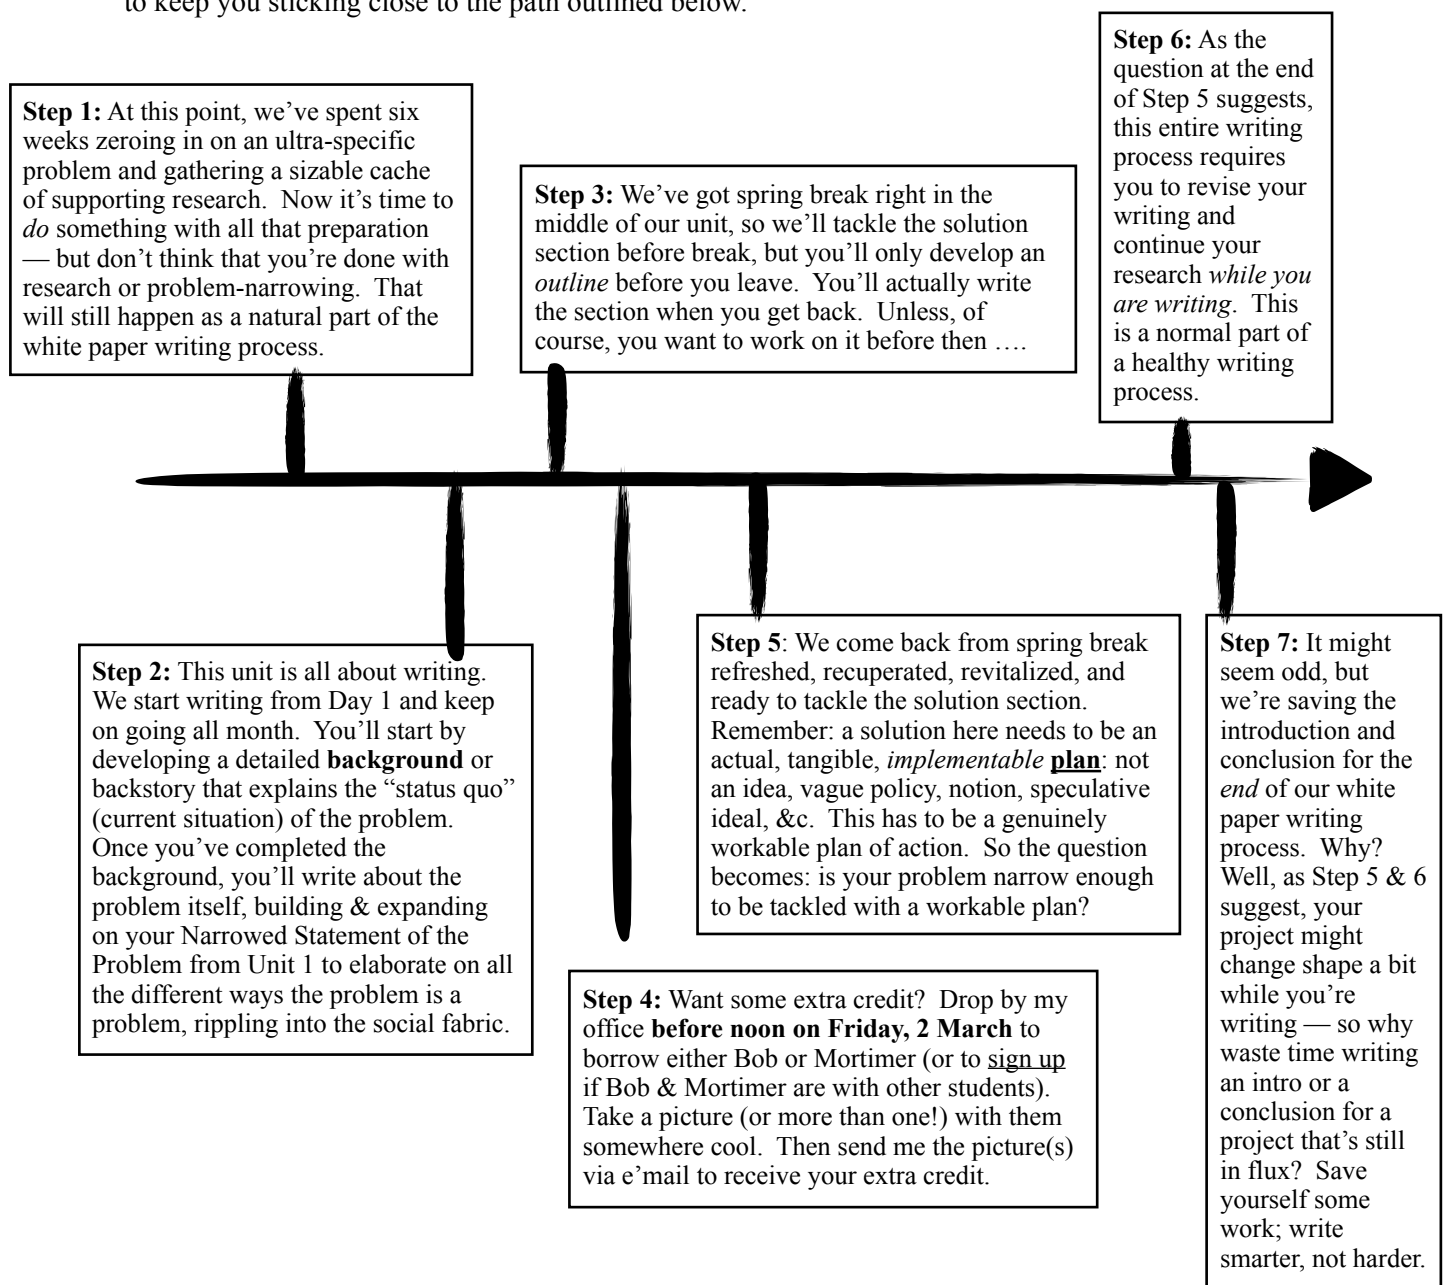 to keep you sticking close to the path outlined below.
Step 1: At this point, we’ve spent six
weeks zeroing in on an ultra-specific
problem and gathering a sizable cache
of supporting research.  Now it’s time to
do something with all that preparation
— but don’t think that you’re done with
research or problem-narrowing.  That
will still happen as a natural part of the
white paper writing process.
Step 2: This unit is all about writing.
We start writing from Day 1 and keep
on going all month.  You’ll start by
developing a detailed background or
backstory that explains the “status quo”
(current situation) of the problem.
Once you’ve completed the
background, you’ll write about the
problem itself, building & expanding
on your Narrowed Statement of the
Problem from Unit 1 to elaborate on all
the different ways the problem is a
problem, rippling into the social fabric.
Step 3: We’ve got spring break right in the
middle of our unit, so we’ll tackle the solution
section before break, but you’ll only develop an
outline before you leave.  You’ll actually write
the section when you get back.  Unless, of
course, you want to work on it before then ….
Step 4: Want some extra credit?  Drop by my
office before noon on Friday, 2 March to
borrow either Bob or Mortimer (or to sign up
if Bob & Mortimer are with other students).
Take a picture (or more than one!) with them
somewhere cool.  Then send me the picture(s)
via e’mail to receive your extra credit.
Step 5: We come back from spring break
refreshed, recuperated, revitalized, and
ready to tackle the solution section.
Remember: a solution here needs to be an
actual, tangible, implementable plan: not
an idea, vague policy, notion, speculative
ideal, &c.  This has to be a genuinely
workable plan of action.  So the question
becomes: is your problem narrow enough
to be tackled with a workable plan?
Step 6: As the
question at the end
of Step 5 suggests,
this entire writing
process requires
you to revise your
writing and
continue your
research while you
are writing.  This
is a normal part of
a healthy writing
process.
Step 7: It might
seem odd, but
we’re saving the
introduction and
conclusion for the
end of our white
paper writing
process.  Why?
Well, as Step 5 & 6
suggest, your
project might
change shape a bit
while you’re
writing — so why
waste time writing
an intro or a
conclusion for a
project that’s still
in flux?  Save
yourself some
work; write
smarter, not harder.